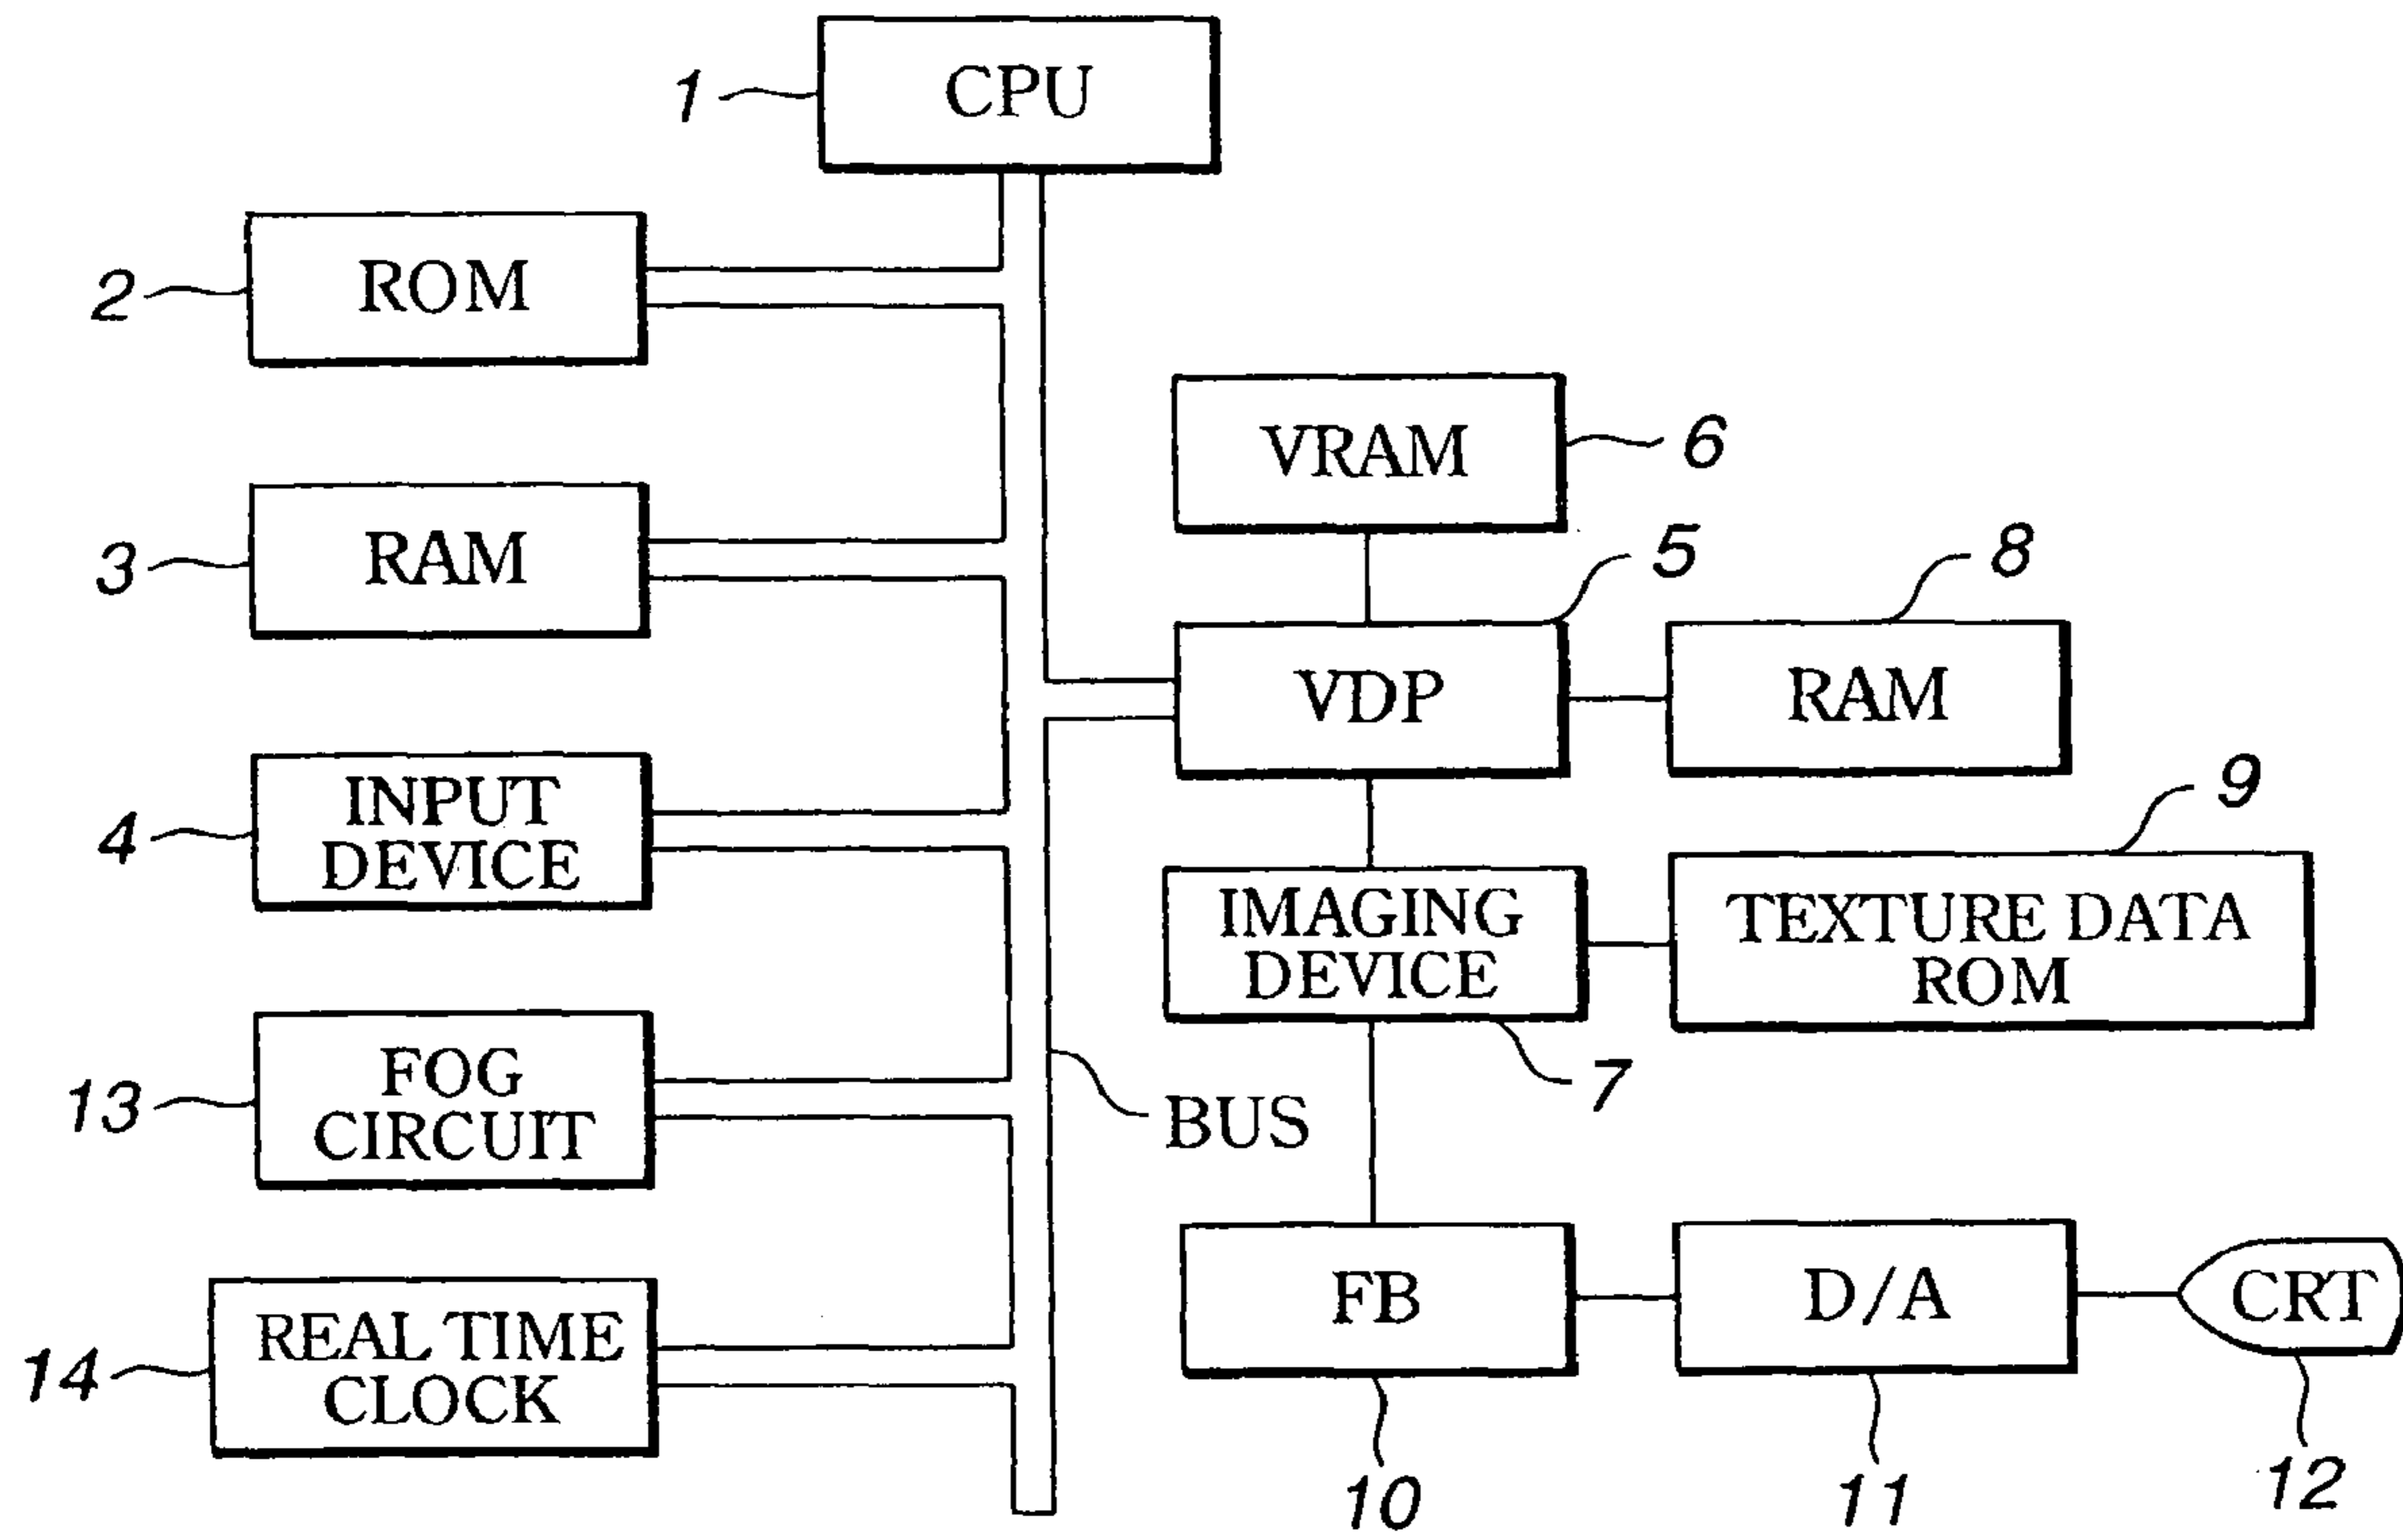 1
CPU
2
ROM
VRAM
6
3
RAM
5
8
VDP
RAM
4
INPUT
DEVICE
9
IMAGING
DEVICE
TEXTURE DATA
ROM
7
13
FOG
CIRCUIT
BUS
14
REAL TIME
CLOCK
FB
D/A
CRT
10
11
12